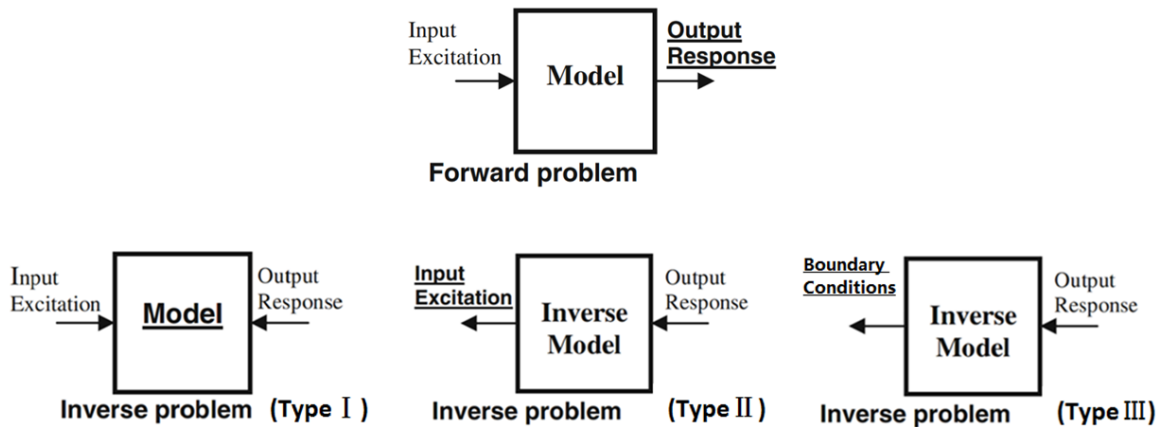 Input
Excitation
Output
Response
Model
Forward problem
Input
Excitation
Model
Output
Response
Inverse problem (Type Ⅰ)
Input
Excitation
Inverse
Model
Output
Response
Inverse problem (Type Ⅱ)
Boundary
Conditions
Inverse
Model
Output
Response
Inverse problem (Type Ⅲ)